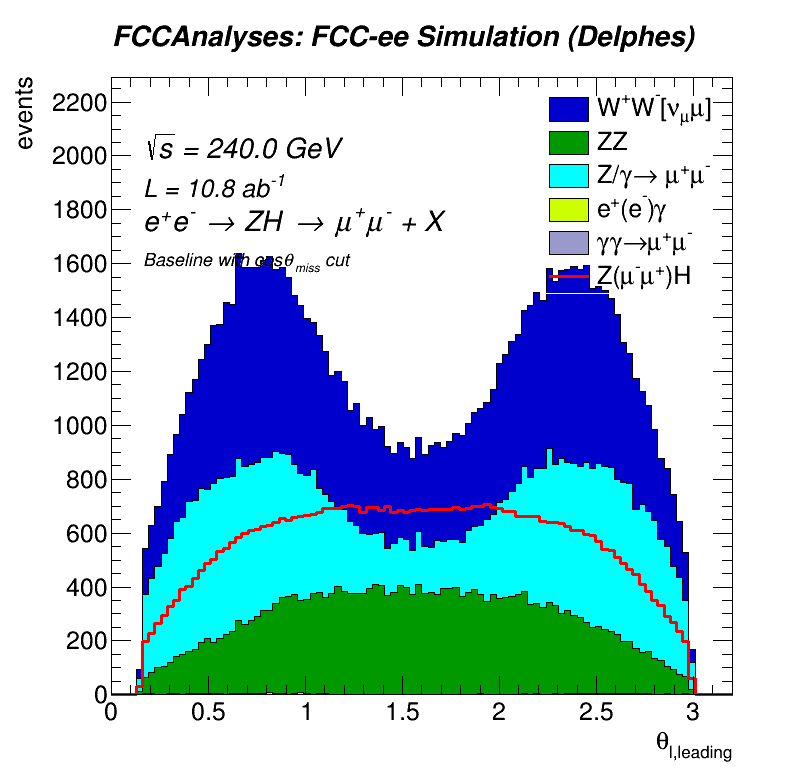 FCCAnalyses: FCC-ee Simulation (Delphes)
events
2200
2000
1800
1600
1400
1200
1000
800
600
400
200
0
√s = 240.0 GeV
L = 10.8 ab⁻¹
e⁺e⁻ → ZH → μ⁺μ⁻ + X
Baseline with cosθ_miss cut
W⁺W⁻[ν_μμ]
ZZ
Z/γ→ μ⁺μ⁻
e⁺(e⁻)γ
γγ→μ⁺μ⁻
Z(μ⁻μ⁺)H
0 0.5 1 1.5 2 2.5 3
θ_l,leading